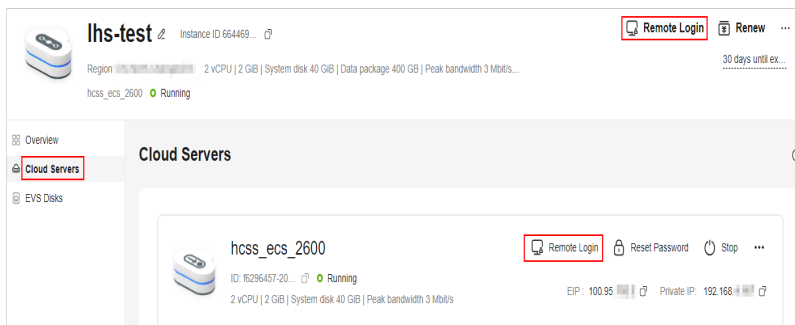 lhs-test Instance ID 664469... Remote Login Renew ...
Region 2 vCPU | 2 GiB | System disk 40 GiB | Data package 400 GB | Peak bandwidth 3 Mbit/s... 30 days until ex...
hcss_ecs_2600 Running
Overview
Cloud Servers
EVS Disks
Cloud Servers
hcss_ecs_2600 Remote Login Reset Password Stop ...
ID: f6296457-20... Running
2 vCPU | 2 GiB | System disk 40 GiB | Peak bandwidth 3 Mbit/s
EIP : 100.95 Private IP: 192.168